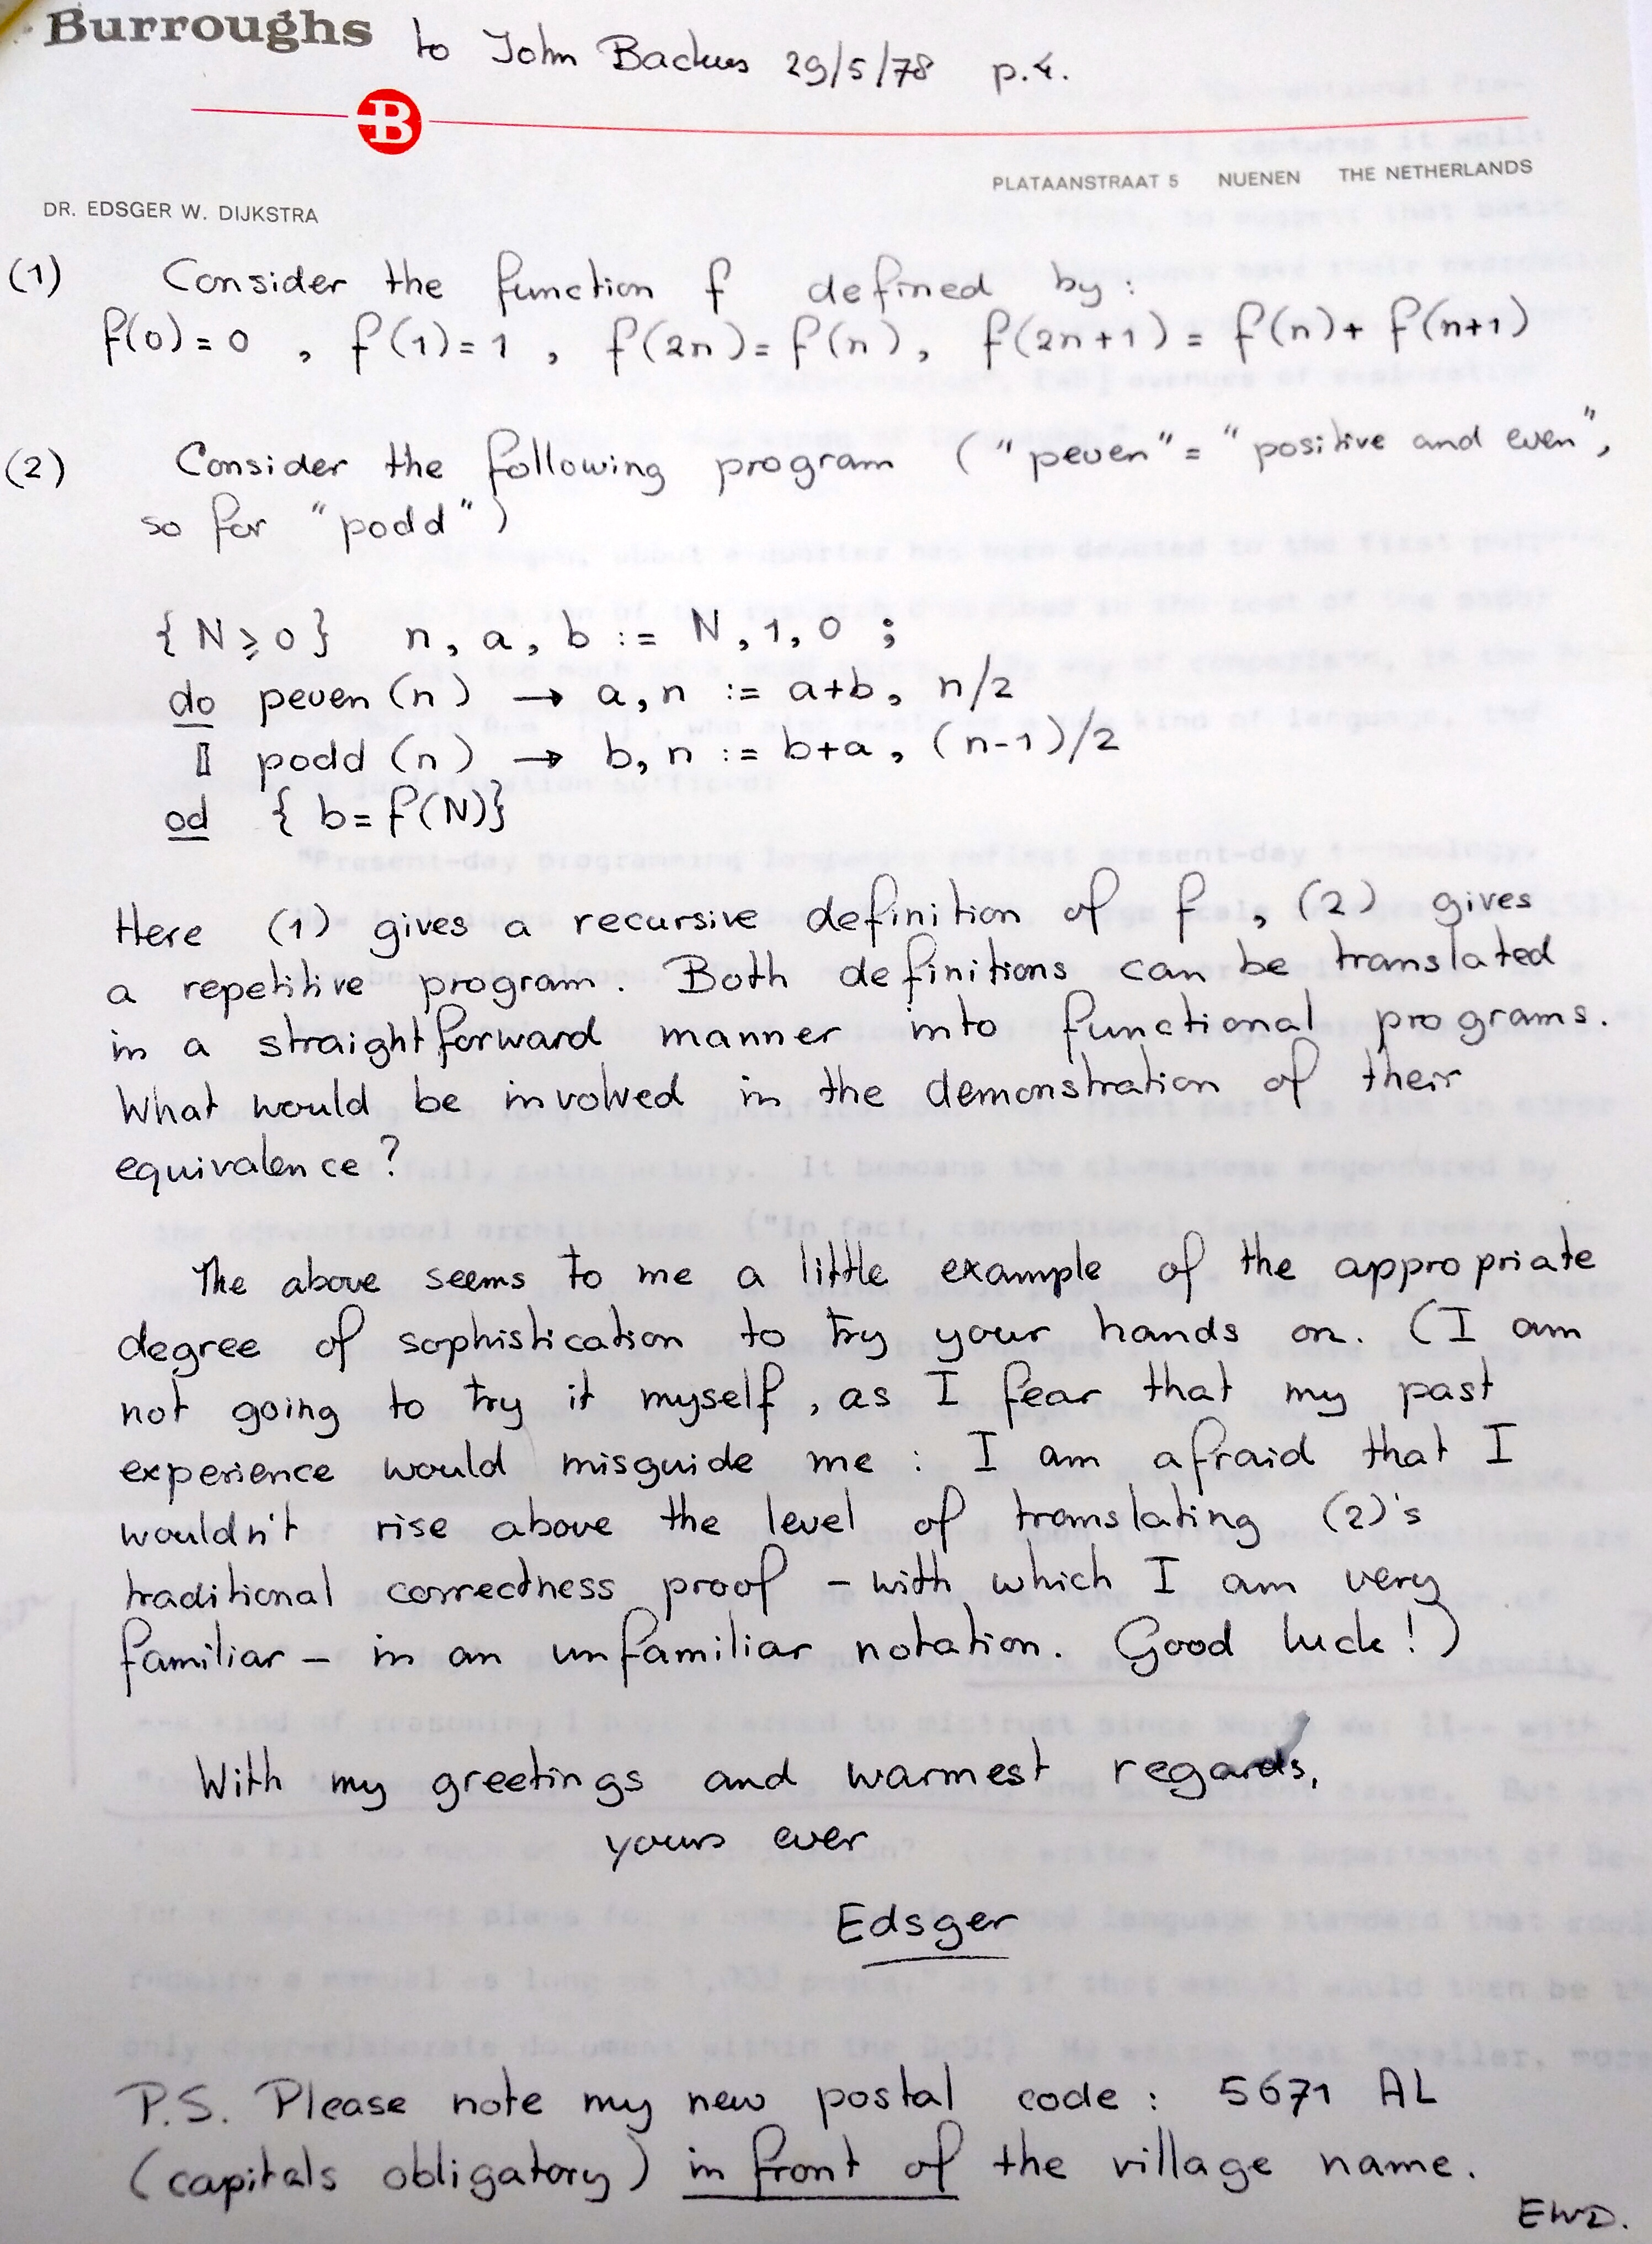 Burroughs to John Backus 29/5/78 p.4.
B
PLATAANSTRAAT 5 NUENEN THE NETHERLANDS
DR. EDSGER W. DIJKSTRA
(1) Consider the function f defined by:
f(0)=0 , f(1)=1 , f(2n)=f(n), f(2n+1)=f(n)+f(n+1)
(2) Consider the following program ("peven"="positive and even",
so for "podd")
{N⩾0} n, a, b := N, 1, 0 ;
do peven(n) → a, n := a+b, n/2
▯ podd(n) → b, n := b+a, (n-1)/2
od { b=f(N)}
Here (1) gives a recursive definition of f, (2) gives
a repetitive program. Both definitions can be translated
in a straightforward manner into functional programs.
What would be involved in the demonstration of their
equivalence?
The above seems to me a little example of the appropriate
degree of sophistication to try your hands on. (I am
not going to try it myself, as I fear that my past
experience would misguide me: I am afraid that I
wouldn't rise above the level of translating (2)'s
traditional correctness proof - with which I am very
familiar - in an unfamiliar notation. Good luck!)
With my greetings and warmest regards,
yours ever
Edsger
P.S. Please note my new postal code: 5671 AL
(capitals obligatory) in front of the village name.
EWD.